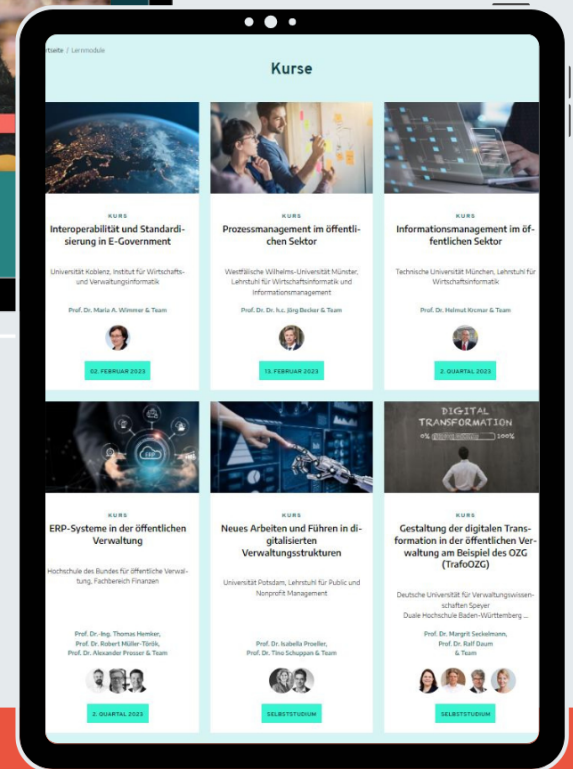 rtseite / Lernmodule
Kurse
KURS
Interoperabilität und Standardi-
sierung in E-Government
Universität Koblenz, Institut für Wirtschafts-
und Verwaltungsinformatik
Prof. Dr. Maria A. Wimmer & Team
02. FEBRUAR 2023
KURS
Prozessmanagement im öffentli-
chen Sektor
Westfälische Wilhelms-Universität Münster,
Lehrstuhl für Wirtschaftsinformatik und
Informationsmanagement
Prof. Dr. Dr. h.c. Jörg Becker & Team
13. FEBRUAR 2023
KURS
Informationsmanagement im öf-
fentlichen Sektor
Technische Universität München, Lehrstuhl für
Wirtschaftsinformatik
Prof. Dr. Helmut Krcmar & Team
2. QUARTAL 2023
ERP
KURS
ERP-Systeme in der öffentlichen
Verwaltung
Hochschule des Bundes für öffentliche Verwal-
tung, Fachbereich Finanzen
Prof. Dr.-Ing. Thomas Hemker,
Prof. Dr. Robert Müller-Török,
Prof. Dr. Alexander Prosser & Team
2. QUARTAL 2023
KURS
Neues Arbeiten und Führen in di-
gitalisierten
Verwaltungsstrukturen
Universität Potsdam, Lehrstuhl für Public und
Nonprofit Management
Prof. Dr. Isabella Proeller,
Prof. Dr. Tino Schuppan & Team
SELBSTSTUDIUM
DIGITAL
TRANSFORMATION
0% 100%
KURS
Gestaltung der digitalen Trans-
formation in der öffentlichen Ver-
waltung am Beispiel des OZG
(TrafoOZG)
Deutsche Universität für Verwaltungswissen-
schaften Speyer
Duale Hochschule Baden-Württemberg ...
Prof. Dr. Margrit Seckelmann,
Prof. Dr. Ralf Daum
& Team
SELBSTSTUDIUM